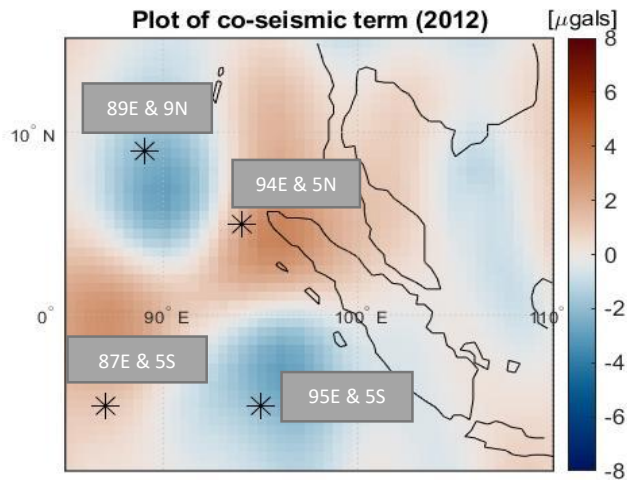 Plot of co-seismic term (2012)
[μgals]
8
6
4
2
0
-2
-4
-6
-8
10° N
0°
90° E
100° E
110°
89E & 9N
94E & 5N
87E & 5S
95E & 5S